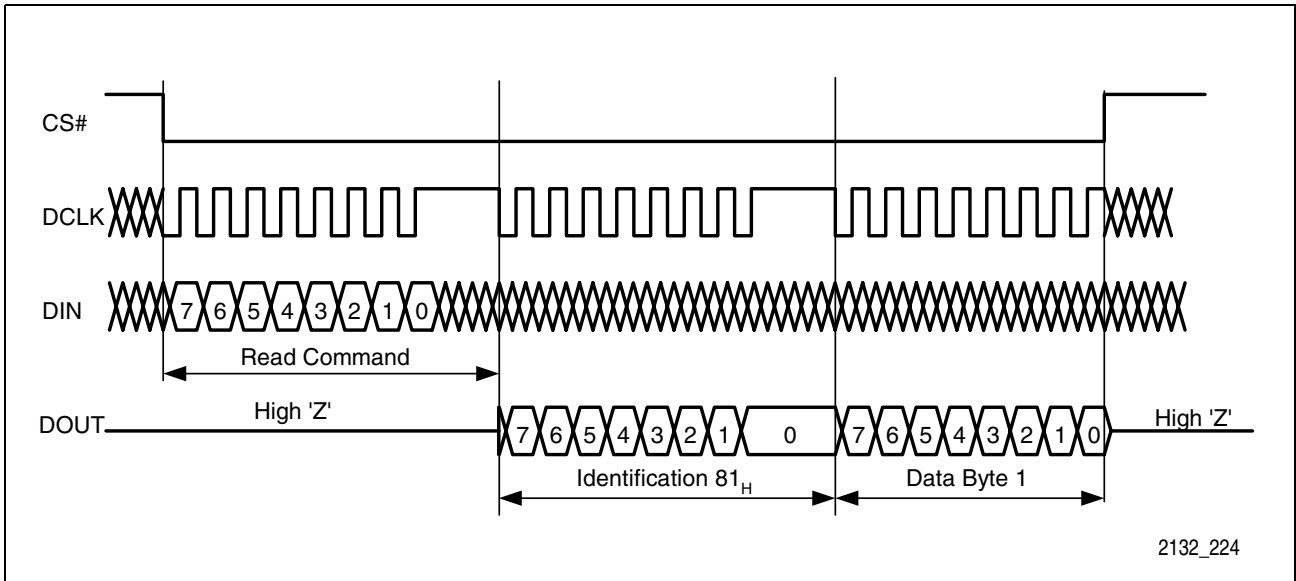 CS#
DCLK
DIN
7 6 5 4 3 2 1 0
Read Command
DOUT
High 'Z'
7 6 5 4 3 2 1 0
7 6 5 4 3 2 1 0
High 'Z'
Identification 81H
Data Byte 1
2132_224